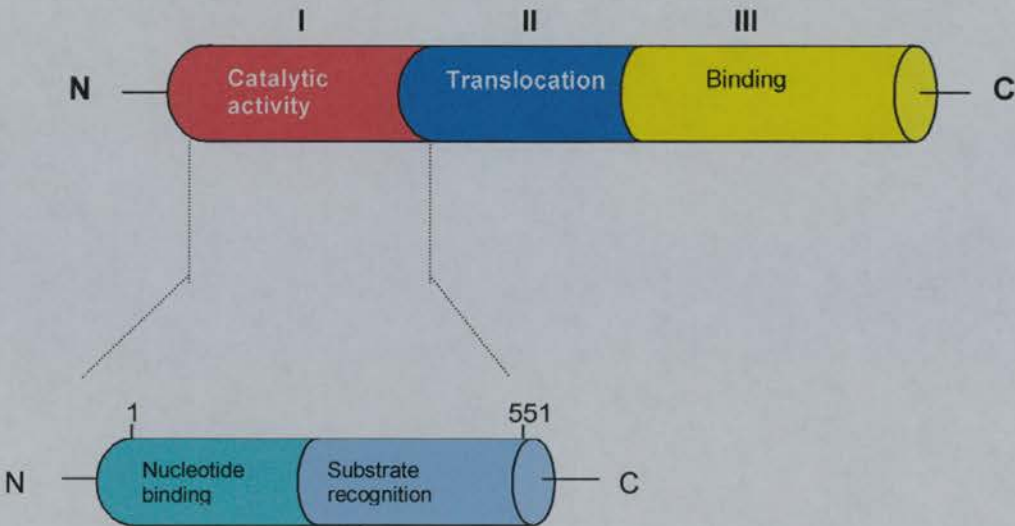 I II III
N Catalytic activity Translocation Binding C
1 551
N Nucleotide binding Substrate recognition C